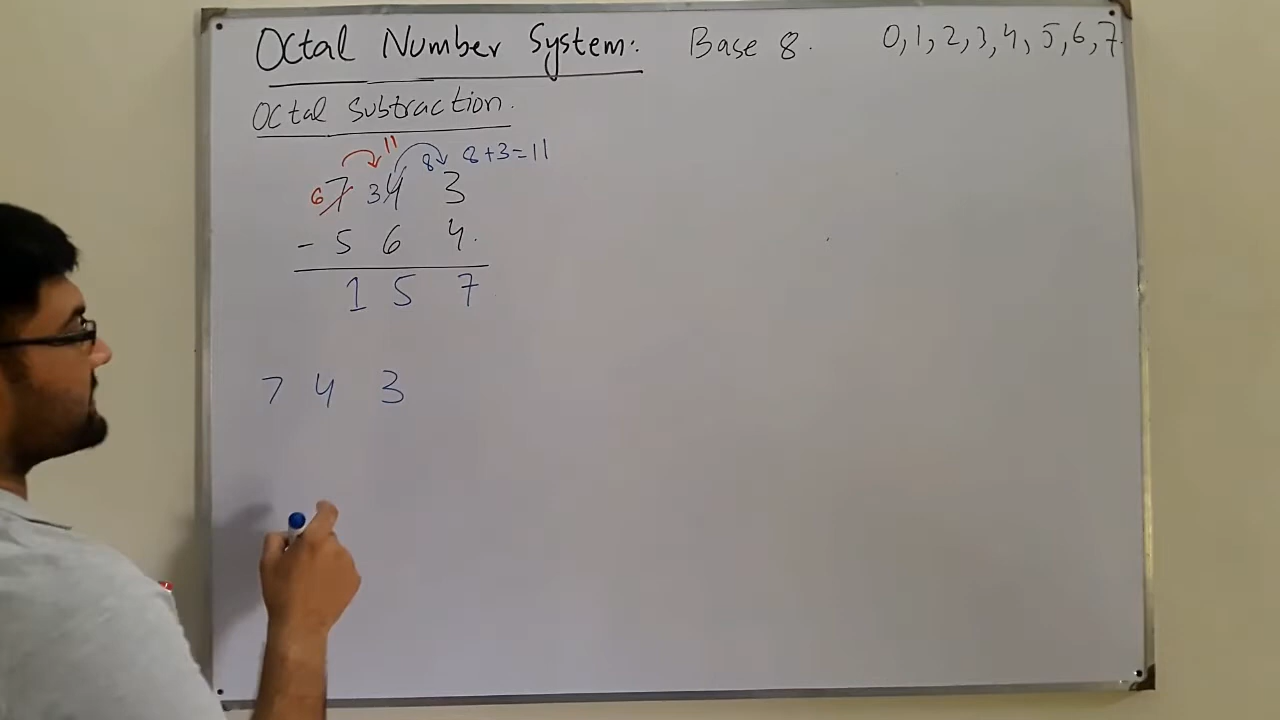 Octal Number System:. Base 8. 0,1,2,3,4,5,6,7.
Octal Subtraction.
11 8 8+3=11
6 7 3 4 3
- 5 6 4.
1 5 7
7 4 3